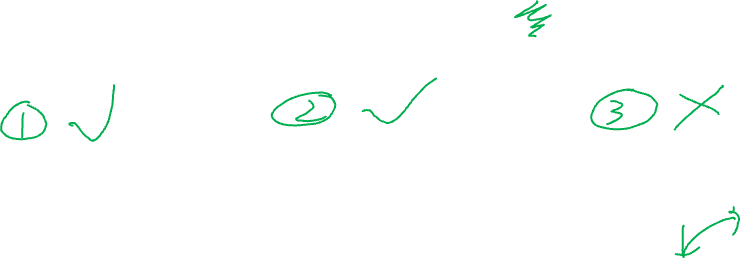 ① ✓ ② ✓ ③ ✗